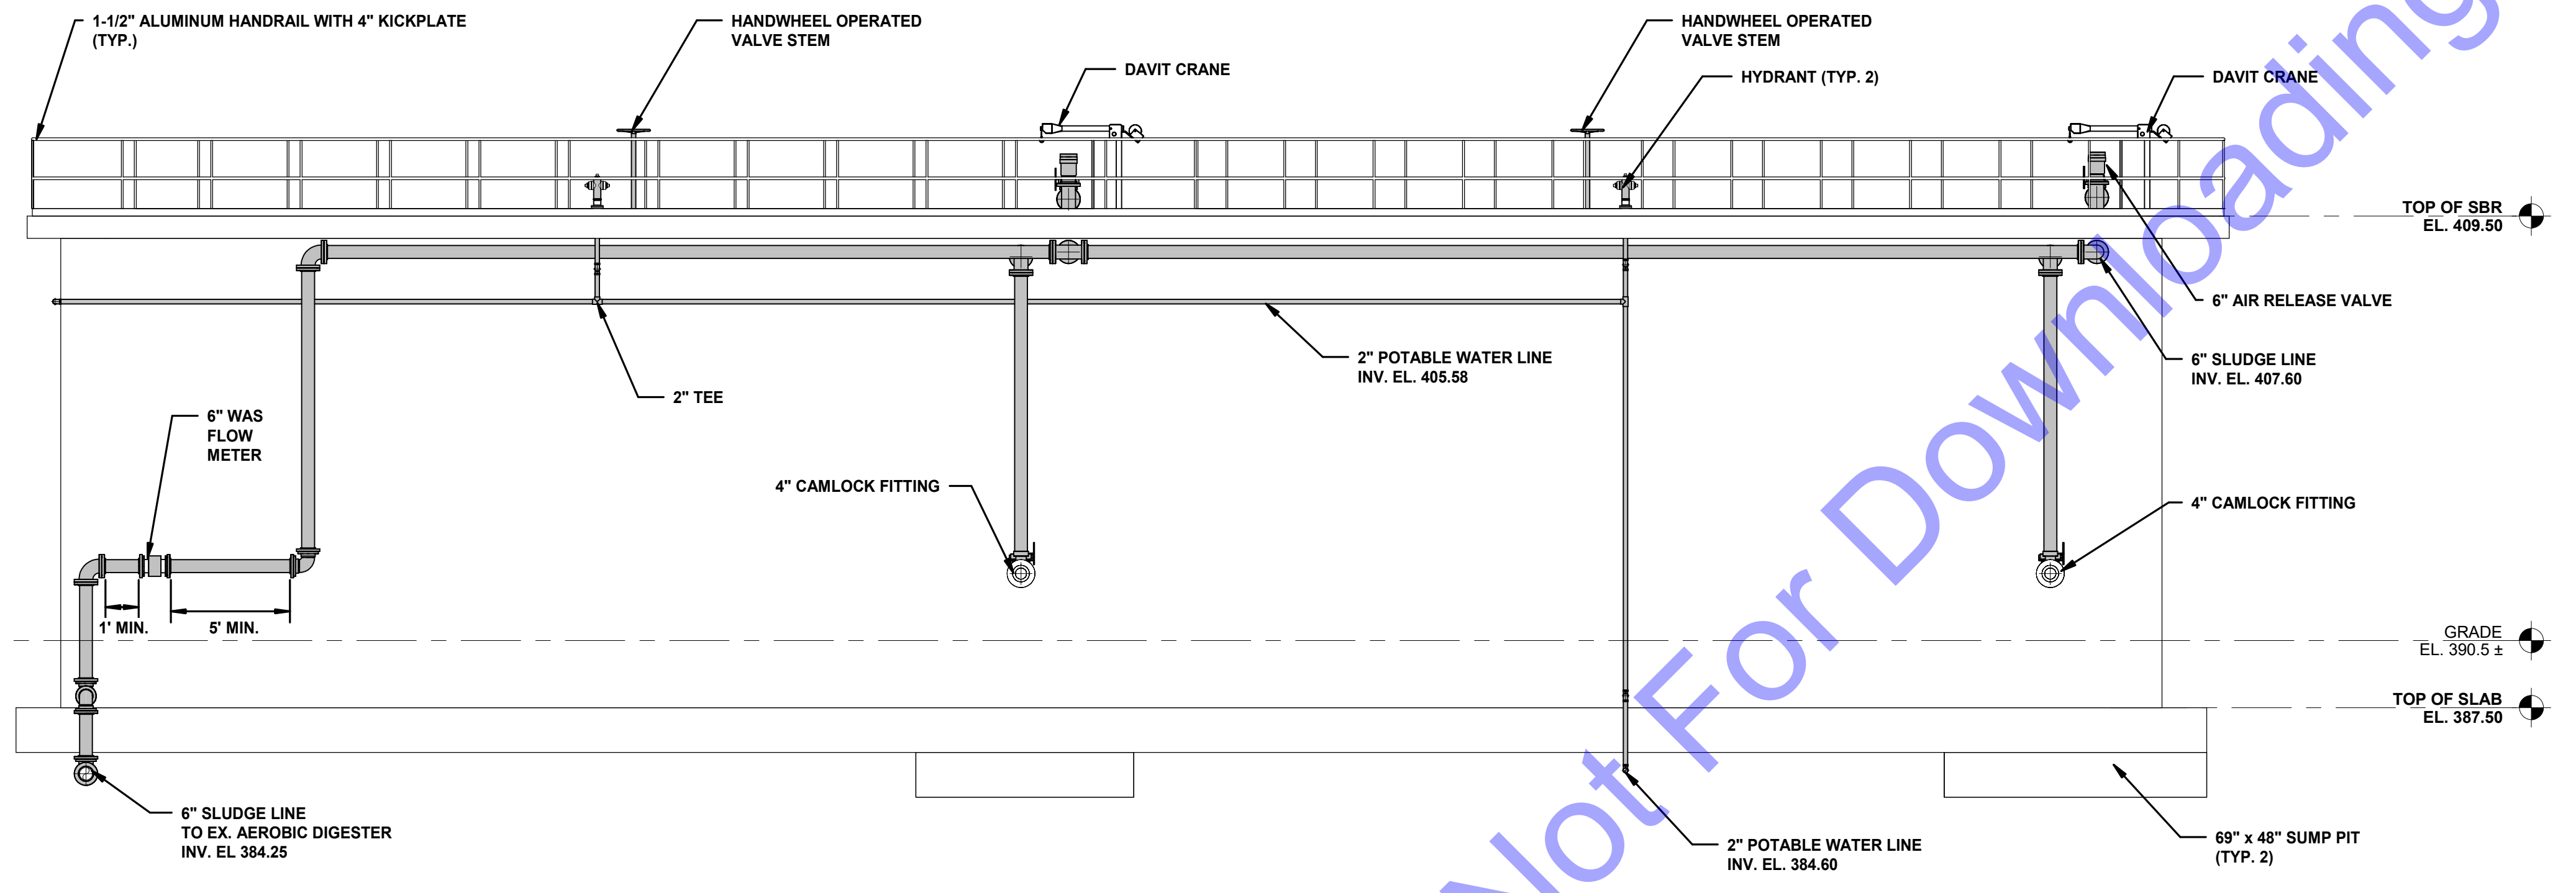 1-1/2" ALUMINUM HANDRAIL WITH 4" KICKPLATE
(TYP.)
HANDWHEEL OPERATED
VALVE STEM
DAVIT CRANE
HANDWHEEL OPERATED
VALVE STEM
HYDRANT (TYP. 2)
DAVIT CRANE
TOP OF SBR
EL. 409.50
6" AIR RELEASE VALVE
2" POTABLE WATER LINE
INV. EL. 405.58
6" SLUDGE LINE
INV. EL. 407.60
2" TEE
6" WAS
FLOW
METER
4" CAMLOCK FITTING
4" CAMLOCK FITTING
1' MIN.
5' MIN.
GRADE
EL. 390.5 ±
TOP OF SLAB
EL. 387.50
6" SLUDGE LINE
TO EX. AEROBIC DIGESTER
INV. EL 384.25
2" POTABLE WATER LINE
INV. EL. 384.60
69" x 48" SUMP PIT
(TYP. 2)
Not For Downloading